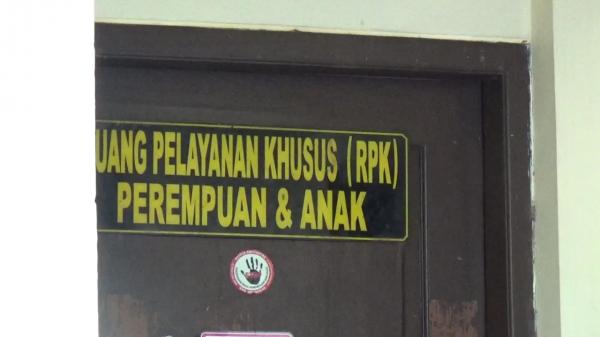 UANG PELAYANAN KHUSUS (RPK)
PEREMPUAN & ANAK